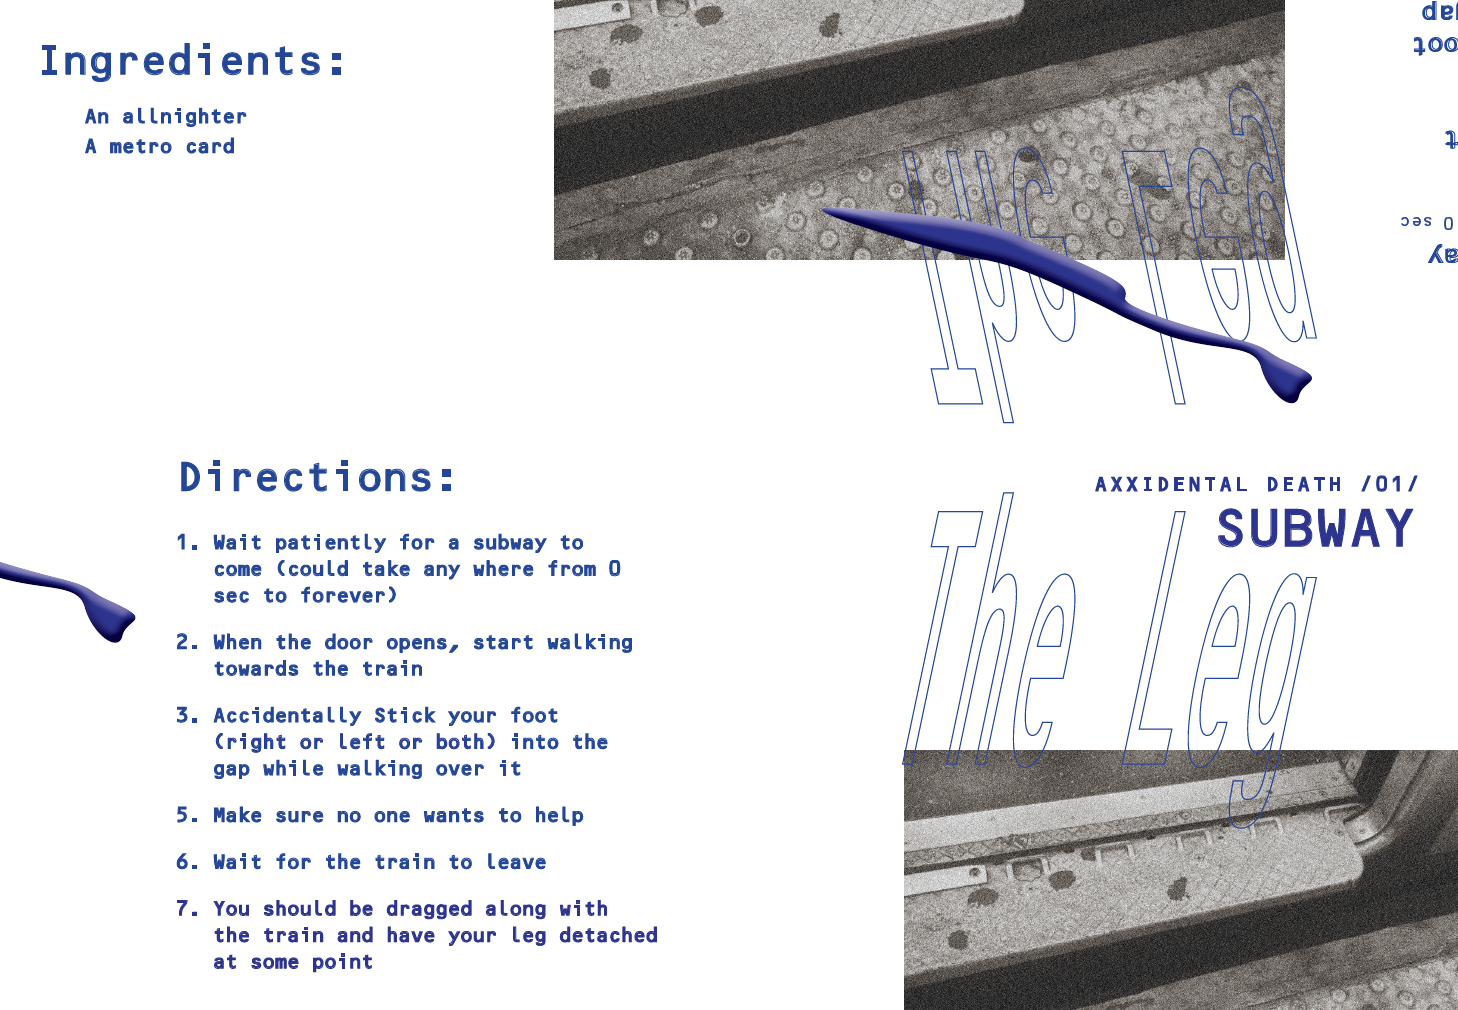 Ingredients:
An allnighter
A metro card
The Leg
0 sec
Directions:
1. Wait patiently for a subway to
come (could take any where from 0
sec to forever)
2. When the door opens, start walking
towards the train
3. Accidentally Stick your foot
(right or left or both) into the
gap while walking over it
5. Make sure no one wants to help
6. Wait for the train to leave
7. You should be dragged along with
the train and have your leg detached
at some point
AXXIDENTAL DEATH /01/
SUBWAY
The Leg